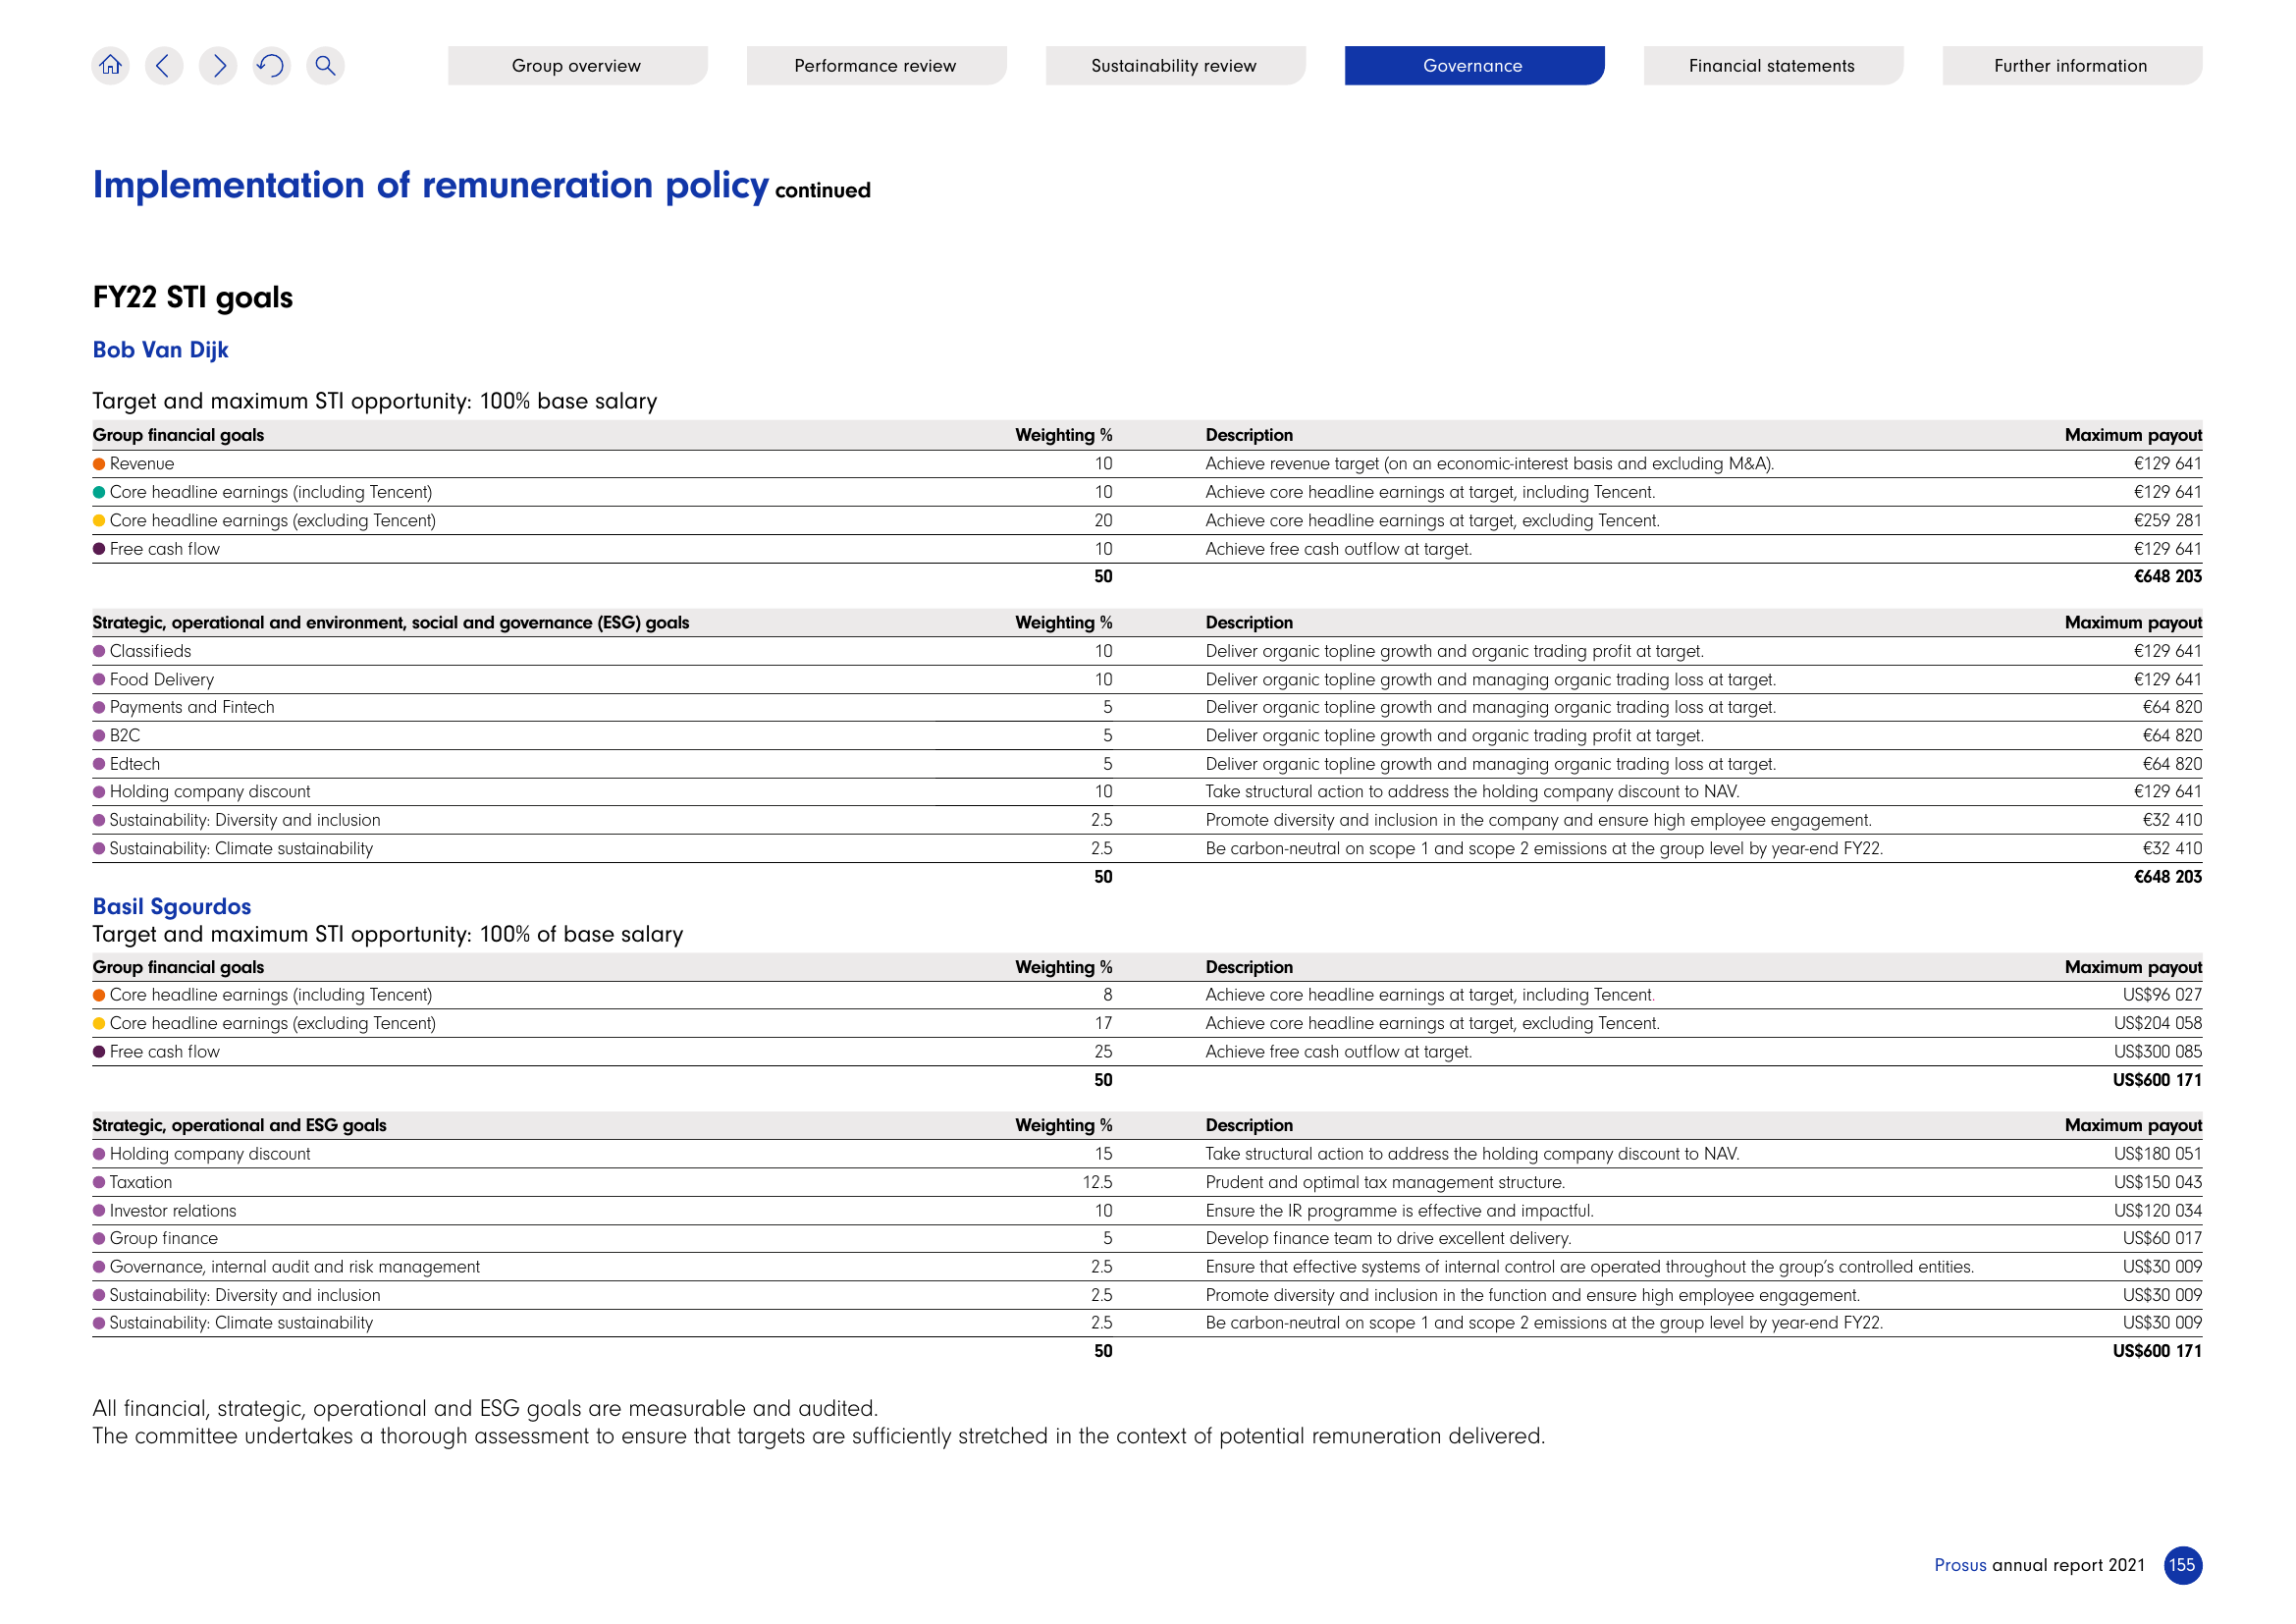 Group overview
Performance review
Sustainability review
Governance
Financial statements
Further information
Implementation of remuneration policy continued
FY22 STI goals
Bob Van Dijk
Target and maximum STI opportunity: 100% base salary
Group financial goals Weighting % Description Maximum payout
Revenue 10 Achieve revenue target (on an economic-interest basis and excluding M&A). €129 641
Core headline earnings (including Tencent) 10 Achieve core headline earnings at target, including Tencent. €129 641
Core headline earnings (excluding Tencent) 20 Achieve core headline earnings at target, excluding Tencent. €259 281
Free cash flow 10 Achieve free cash outflow at target. €129 641
50 €648 203
Strategic, operational and environment, social and governance (ESG) goals Weighting % Description Maximum payout
Classifieds 10 Deliver organic topline growth and organic trading profit at target. €129 641
Food Delivery 10 Deliver organic topline growth and managing organic trading loss at target. €129 641
Payments and Fintech 5 Deliver organic topline growth and managing organic trading loss at target. €64 820
B2C 5 Deliver organic topline growth and organic trading profit at target. €64 820
Edtech 5 Deliver organic topline growth and managing organic trading loss at target. €64 820
Holding company discount 10 Take structural action to address the holding company discount to NAV. €129 641
Sustainability: Diversity and inclusion 2.5 Promote diversity and inclusion in the company and ensure high employee engagement. €32 410
Sustainability: Climate sustainability 2.5 Be carbon-neutral on scope 1 and scope 2 emissions at the group level by year-end FY22. €32 410
50 €648 203
Basil Sgourdos
Target and maximum STI opportunity: 100% of base salary
Group financial goals Weighting % Description Maximum payout
Core headline earnings (including Tencent) 8 Achieve core headline earnings at target, including Tencent. US$96 027
Core headline earnings (excluding Tencent) 17 Achieve core headline earnings at target, excluding Tencent. US$204 058
Free cash flow 25 Achieve free cash outflow at target. US$300 085
50 US$600 171
Strategic, operational and ESG goals Weighting % Description Maximum payout
Holding company discount 15 Take structural action to address the holding company discount to NAV. US$180 051
Taxation 12.5 Prudent and optimal tax management structure. US$150 043
Investor relations 10 Ensure the IR programme is effective and impactful. US$120 034
Group finance 5 Develop finance team to drive excellent delivery. US$60 017
Governance, internal audit and risk management 2.5 Ensure that effective systems of internal control are operated throughout the group's controlled entities. US$30 009
Sustainability: Diversity and inclusion 2.5 Promote diversity and inclusion in the function and ensure high employee engagement. US$30 009
Sustainability: Climate sustainability 2.5 Be carbon-neutral on scope 1 and scope 2 emissions at the group level by year-end FY22. US$30 009
50 US$600 171
All financial, strategic, operational and ESG goals are measurable and audited.
The committee undertakes a thorough assessment to ensure that targets are sufficiently stretched in the context of potential remuneration delivered.
Prosus annual report 2021 155